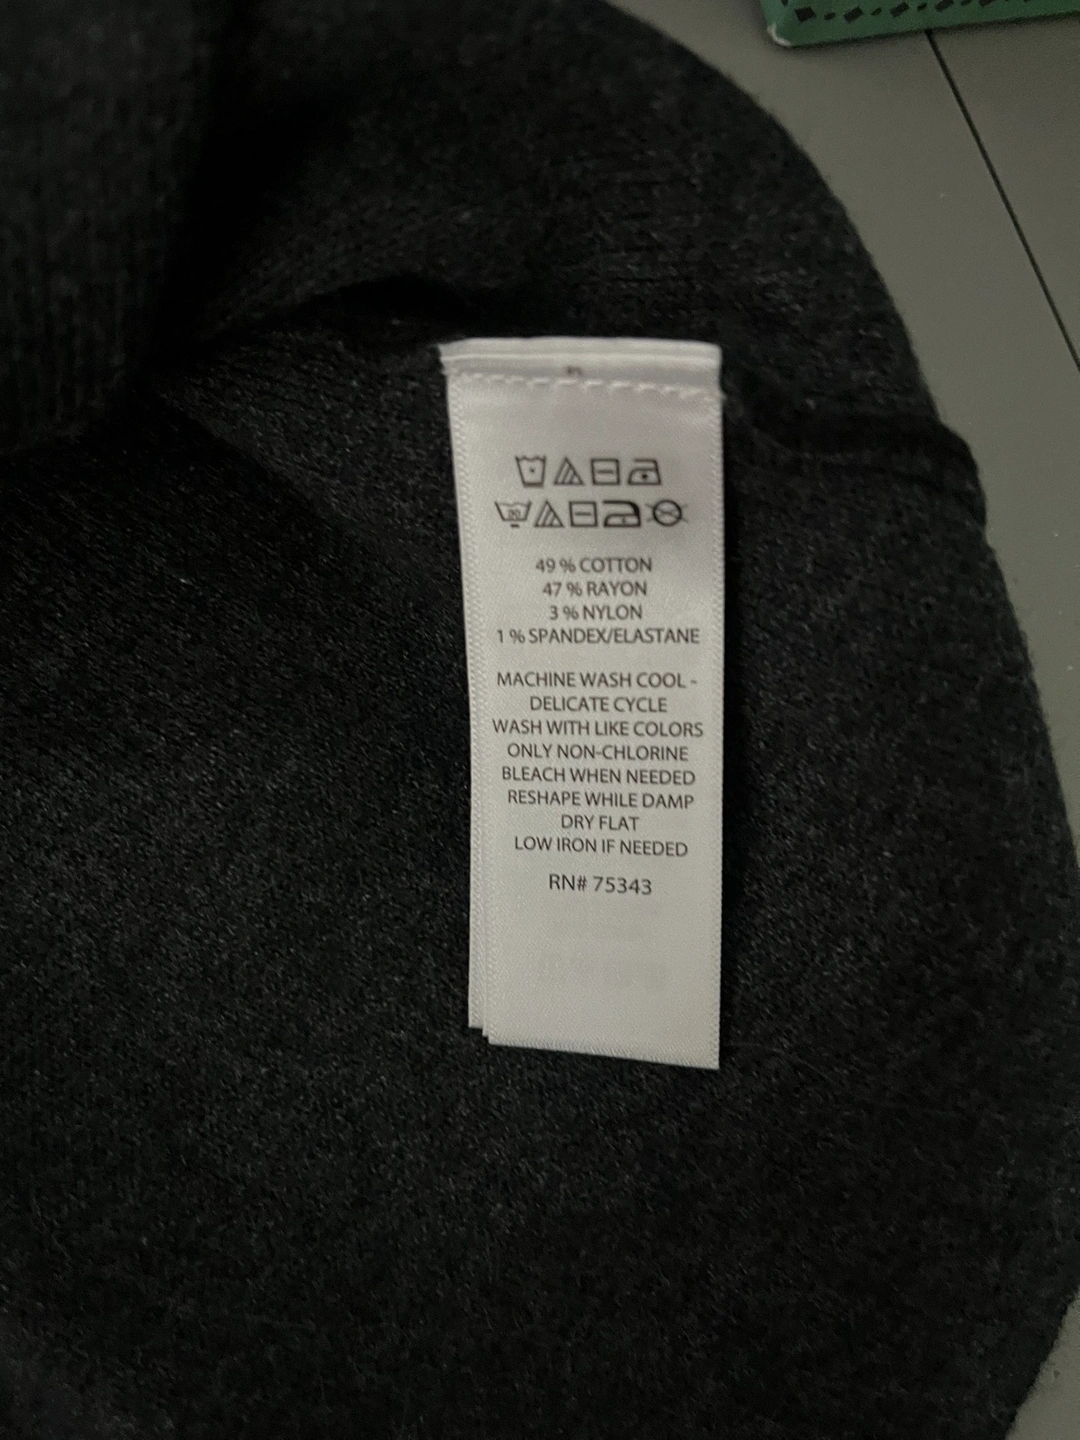 30
49 % COTTON
47 % RAYON
3 % NYLON
1 % SPANDEX/ELASTANE
MACHINE WASH COOL -
DELICATE CYCLE
WASH WITH LIKE COLORS
ONLY NON-CHLORINE
BLEACH WHEN NEEDED
RESHAPE WHILE DAMP
DRY FLAT
LOW IRON IF NEEDED
RN# 75343